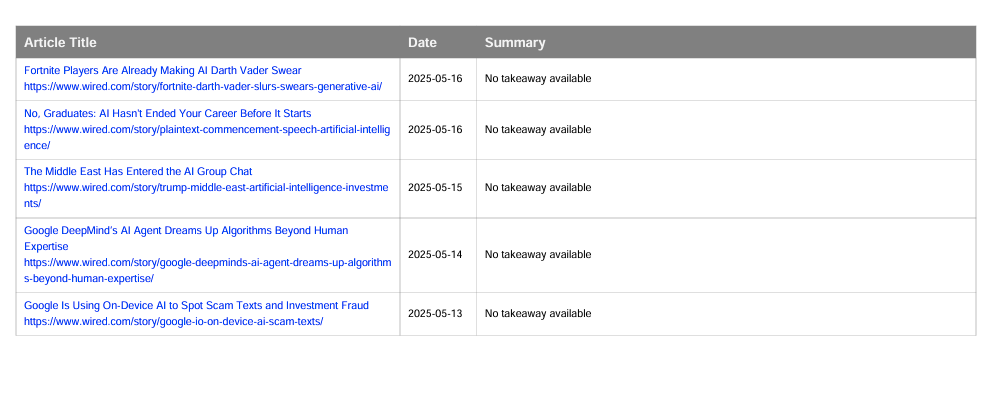 Article Title Date Summary
Fortnite Players Are Already Making AI Darth Vader Swear
https://www.wired.com/story/fortnite-darth-vader-slurs-swears-generative-ai/
2025-05-16
No takeaway available
No, Graduates: AI Hasn't Ended Your Career Before It Starts
https://www.wired.com/story/plaintext-commencement-speech-artificial-intellig
ence/
2025-05-16
No takeaway available
The Middle East Has Entered the AI Group Chat
https://www.wired.com/story/trump-middle-east-artificial-intelligence-investme
nts/
2025-05-15
No takeaway available
Google DeepMind's AI Agent Dreams Up Algorithms Beyond Human
Expertise
https://www.wired.com/story/google-deepminds-ai-agent-dreams-up-algorithm
s-beyond-human-expertise/
2025-05-14
No takeaway available
Google Is Using On-Device AI to Spot Scam Texts and Investment Fraud
https://www.wired.com/story/google-io-on-device-ai-scam-texts/
2025-05-13
No takeaway available